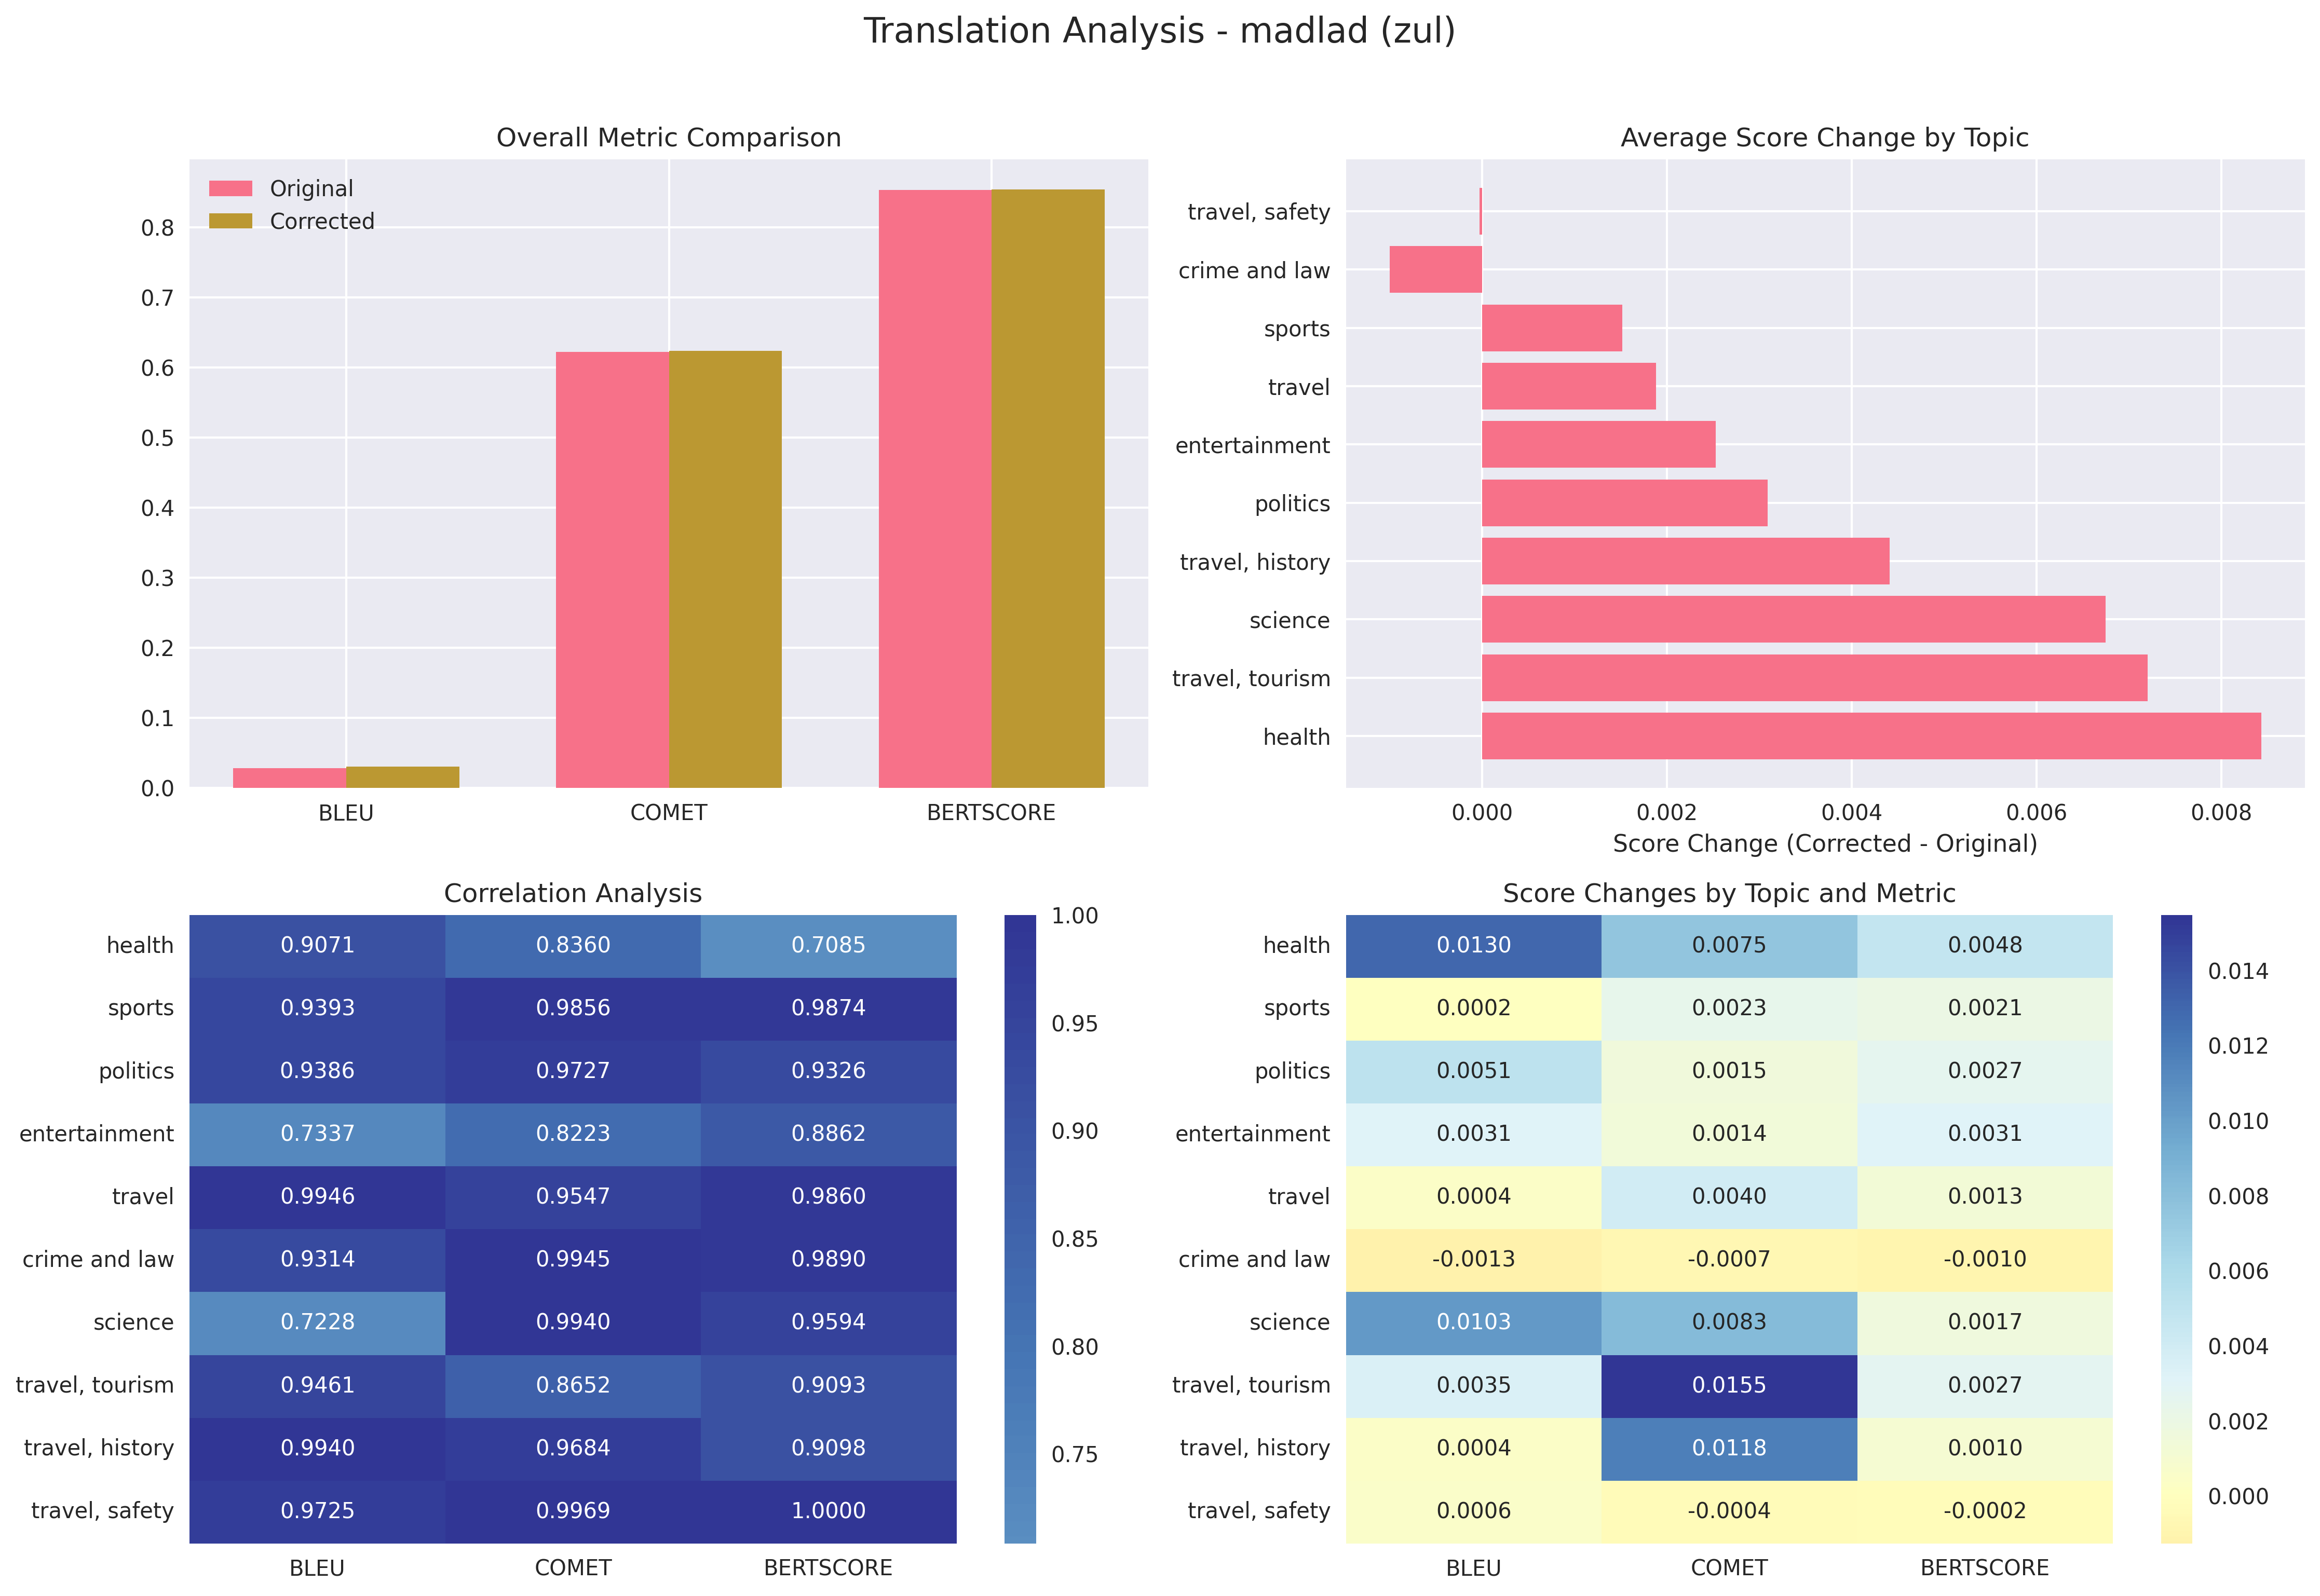 Translation Analysis - madlad (zul)
Overall Metric Comparison
Original
Corrected
0.8
0.7
0.6
0.5
0.4
0.3
0.2
0.1
0.0
BLEU COMET BERTSCORE
Average Score Change by Topic
travel, safety
crime and law
sports
travel
entertainment
politics
travel, history
science
travel, tourism
health
0.000 0.002 0.004 0.006 0.008
Score Change (Corrected - Original)
Correlation Analysis
health 0.9071 0.8360 0.7085
sports 0.9393 0.9856 0.9874
politics 0.9386 0.9727 0.9326
entertainment 0.7337 0.8223 0.8862
travel 0.9946 0.9547 0.9860
crime and law 0.9314 0.9945 0.9890
science 0.7228 0.9940 0.9594
travel, tourism 0.9461 0.8652 0.9093
travel, history 0.9940 0.9684 0.9098
travel, safety 0.9725 0.9969 1.0000
BLEU COMET BERTSCORE
1.00
0.95
0.90
0.85
0.80
0.75
Score Changes by Topic and Metric
health 0.0130 0.0075 0.0048
sports 0.0002 0.0023 0.0021
politics 0.0051 0.0015 0.0027
entertainment 0.0031 0.0014 0.0031
travel 0.0004 0.0040 0.0013
crime and law -0.0013 -0.0007 -0.0010
science 0.0103 0.0083 0.0017
travel, tourism 0.0035 0.0155 0.0027
travel, history 0.0004 0.0118 0.0010
travel, safety 0.0006 -0.0004 -0.0002
BLEU COMET BERTSCORE
0.014
0.012
0.010
0.008
0.006
0.004
0.002
0.000